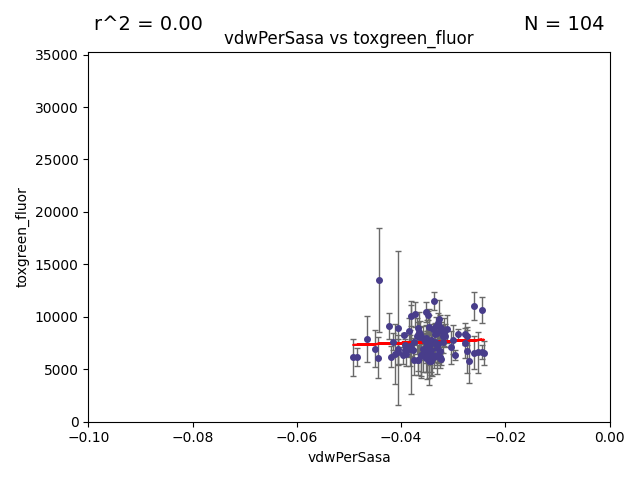 r^2 = 0.00
N = 104
vdwPerSasa vs toxgreen_fluor
35000
30000
25000
20000
15000
10000
5000
0
toxgreen_fluor
−0.10
−0.08
−0.06
−0.04
−0.02
0.00
vdwPerSasa